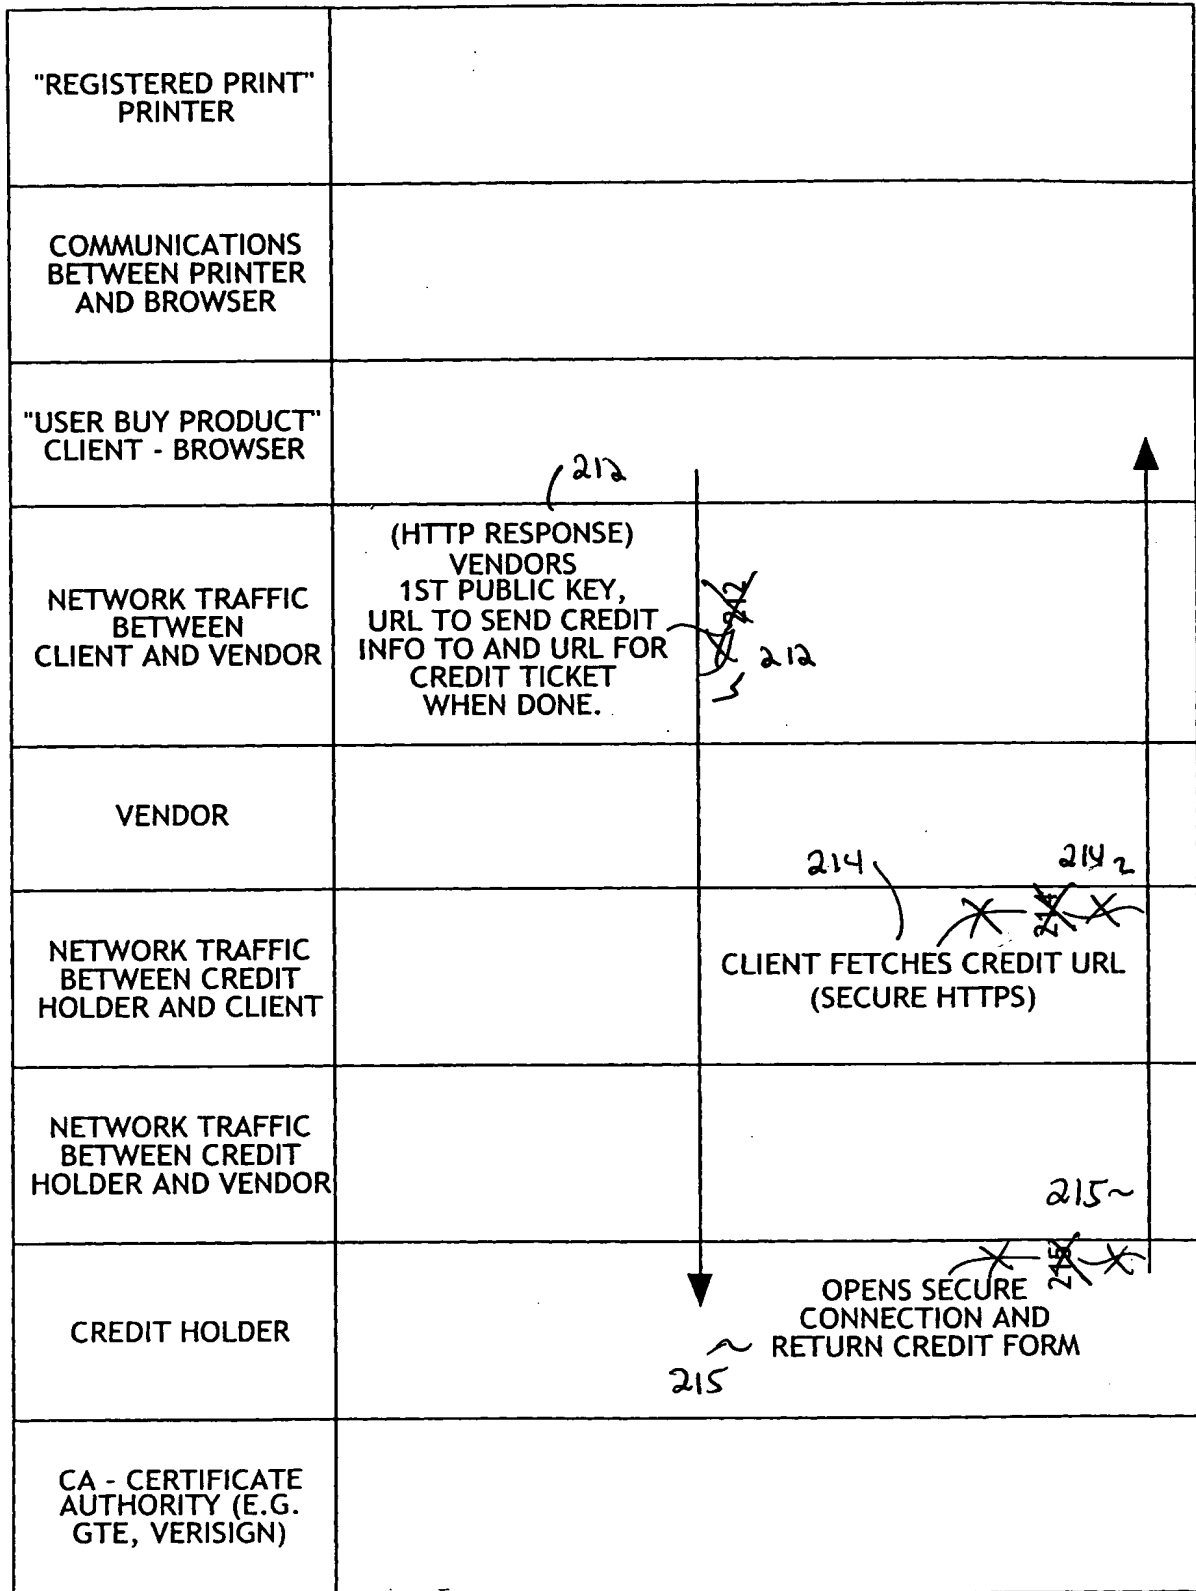 "REGISTERED PRINT"
PRINTER
COMMUNICATIONS
BETWEEN PRINTER
AND BROWSER
"USER BUY PRODUCT"
CLIENT - BROWSER
212
NETWORK TRAFFIC
BETWEEN
CLIENT AND VENDOR
(HTTP RESPONSE)
VENDORS
1ST PUBLIC KEY,
URL TO SEND CREDIT
INFO TO AND URL FOR
CREDIT TICKET
WHEN DONE.
212
212
VENDOR
214
214
NETWORK TRAFFIC
BETWEEN CREDIT
HOLDER AND CLIENT
214
CLIENT FETCHES CREDIT URL
(SECURE HTTPS)
NETWORK TRAFFIC
BETWEEN CREDIT
HOLDER AND VENDOR
215
CREDIT HOLDER
215
OPENS SECURE
CONNECTION AND
RETURN CREDIT FORM
215
CA - CERTIFICATE
AUTHORITY (E.G.
GTE, VERISIGN)